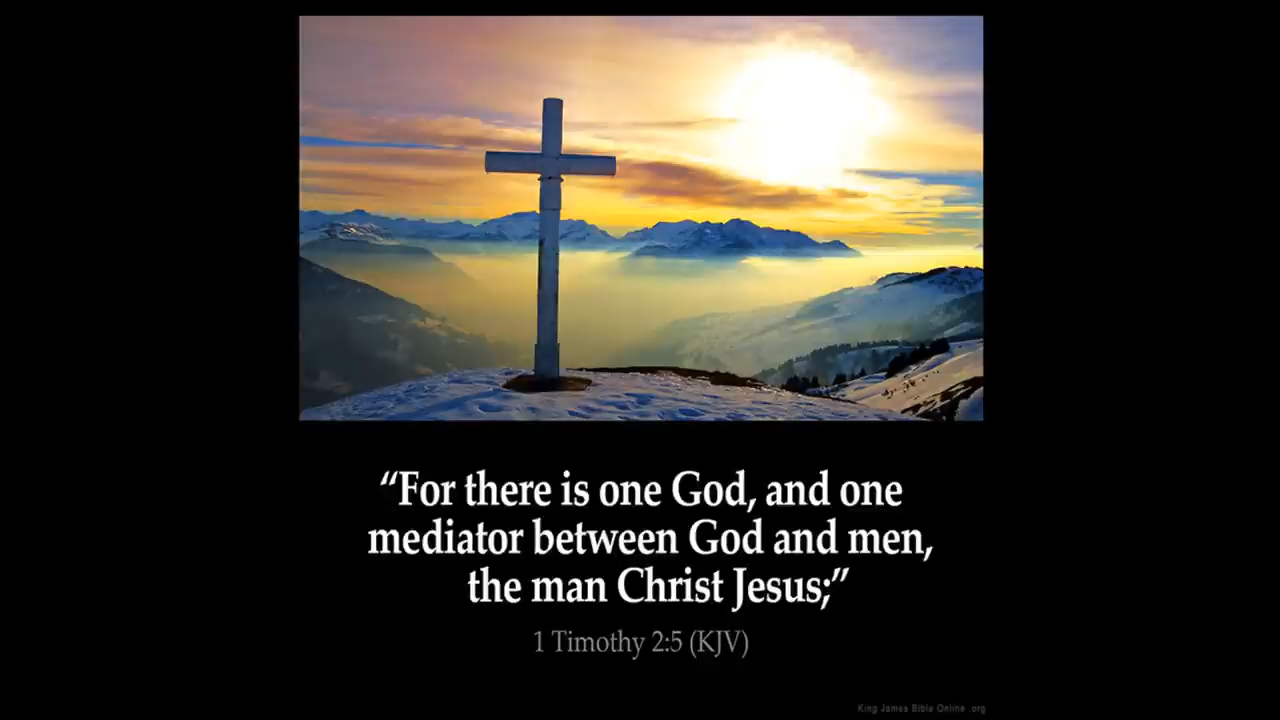 “For there is one God, and one
mediator between God and men,
the man Christ Jesus;”
1 Timothy 2:5 (KJV)
King James Bible Online .org